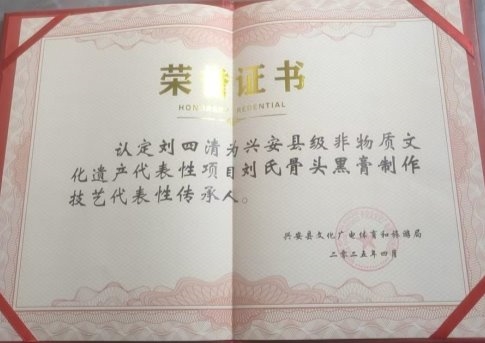 荣誉证书
HONORARY CREDENTIAL
认定刘四清为兴安县级非物质文
化遗产代表性项目刘氏骨头黑膏制作
技艺代表性传承人。
兴安县文化广电体育和旅游局
二〇二五年四月